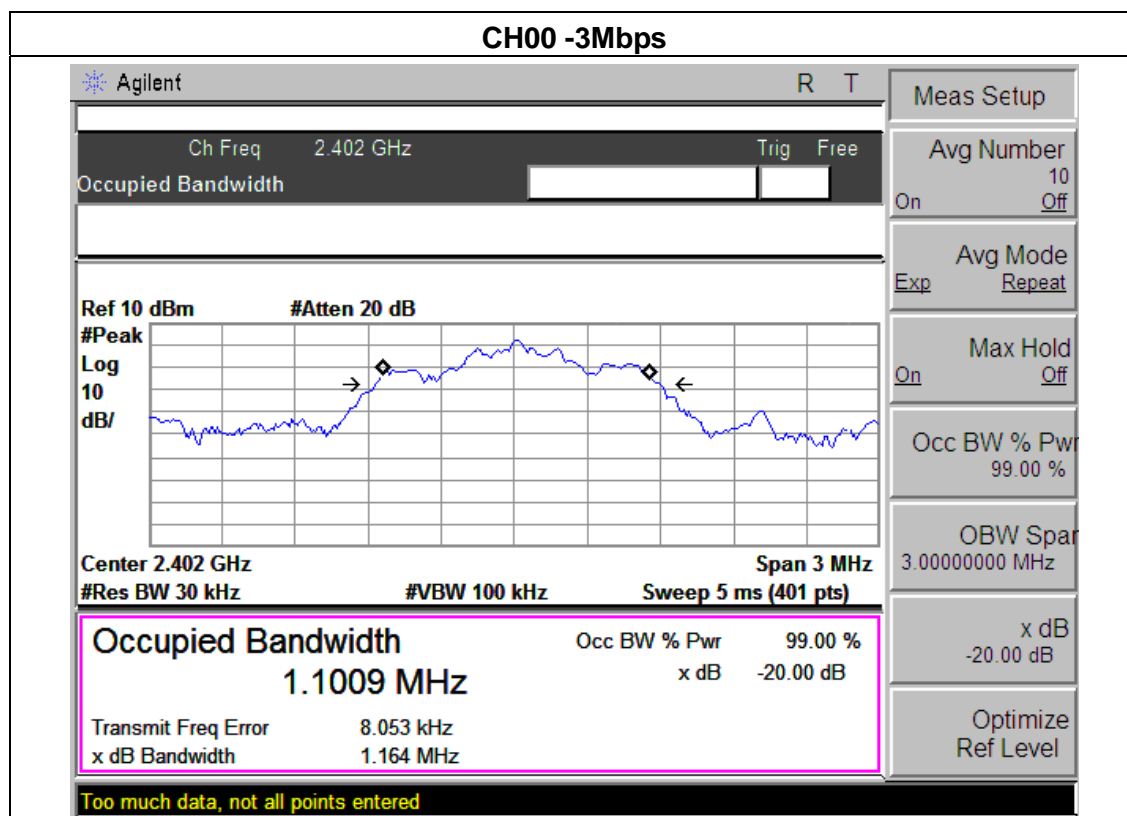 CH00 -3Mbps
Agilent R T
Ch Freq 2.402 GHz Trig Free
Occupied Bandwidth
Ref 10 dBm #Atten 20 dB
#Peak
Log
10
dB/
Center 2.402 GHz Span 3 MHz
#Res BW 30 kHz #VBW 100 kHz Sweep 5 ms (401 pts)
Occupied Bandwidth Occ BW % Pwr 99.00 %
1.1009 MHz x dB -20.00 dB
Transmit Freq Error 8.053 kHz
x dB Bandwidth 1.164 MHz
Too much data, not all points entered
Meas Setup
Avg Number
10
On Off
Avg Mode
Exp Repeat
Max Hold
On Off
Occ BW % Pwr
99.00 %
OBW Span
3.00000000 MHz
x dB
-20.00 dB
Optimize
Ref Level